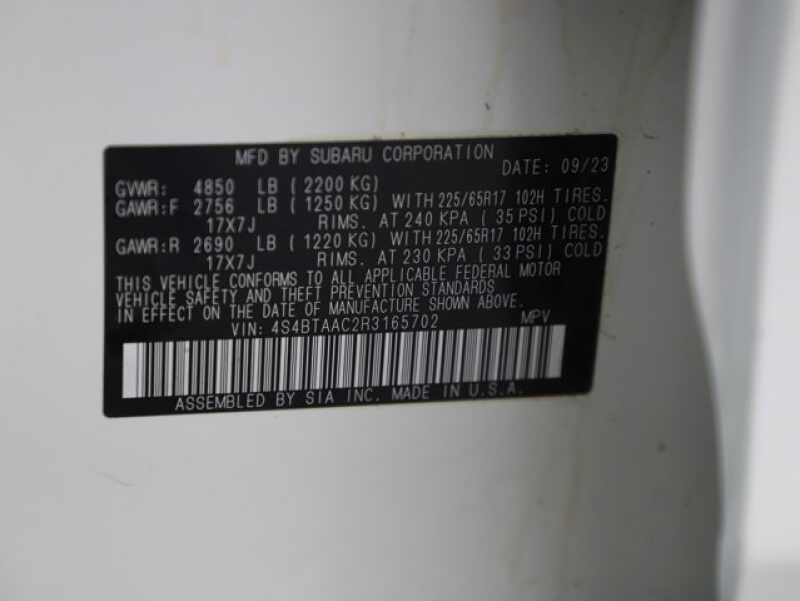 MFD BY SUBARU CORPORATION DATE: 09/23
GVWR: 4850 LB ( 2200 KG)
GAWR:F 2756 LB ( 1250 KG) WITH 225/65R17 102H TIRES.
17X7J RIMS. AT 240 KPA ( 35 PSI) COLD
GAWR:R 2690 LB ( 1220 KG) WITH 225/65R17 102H TIRES.
17X7J RIMS. AT 230 KPA ( 33 PSI) COLD
THIS VEHICLE CONFORMS TO ALL APPLICABLE FEDERAL MOTOR
VEHICLE SAFETY AND THEFT PREVENTION STANDARDS
IN EFFECT ON THE DATE OF MANUFACTURE SHOWN ABOVE.
VIN: 4S4BTAAC2R3165702 MPV
ASSEMBLED BY SIA INC. MADE IN U.S.A.